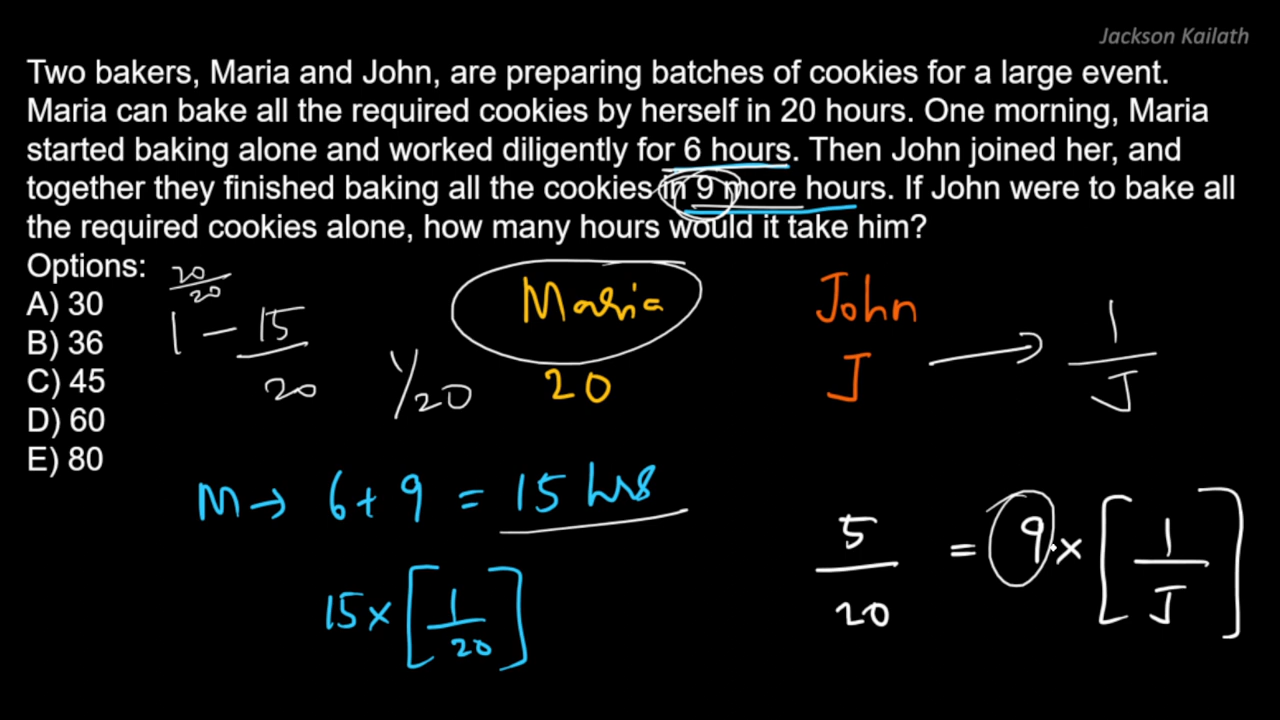 Jackson Kailath
Two bakers, Maria and John, are preparing batches of cookies for a large event.
Maria can bake all the required cookies by herself in 20 hours. One morning, Maria
started baking alone and worked diligently for 6 hours. Then John joined her, and
together they finished baking all the cookies in 9 more hours. If John were to bake all
the required cookies alone, how many hours would it take him?
Options:
A) 30
B) 36
C) 45
D) 60
E) 80
20/20
1 - 15/20
1/20
Maria
20
John
J → 1/J
M → 6 + 9 = 15 hrs
15 × [1/20]
5/20 = 9 × [1/J]